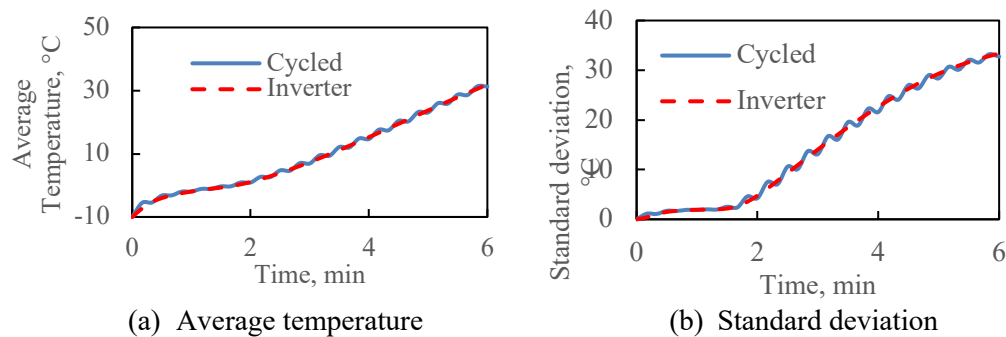 50
30
10
-10
Average
Temperature, °C
Cycled
Inverter
0
2
4
6
Time, min
(a) Average temperature
40
30
20
10
0
Standard deviation,
°C
Cycled
Inverter
0
2
4
6
Time, min
(b) Standard deviation